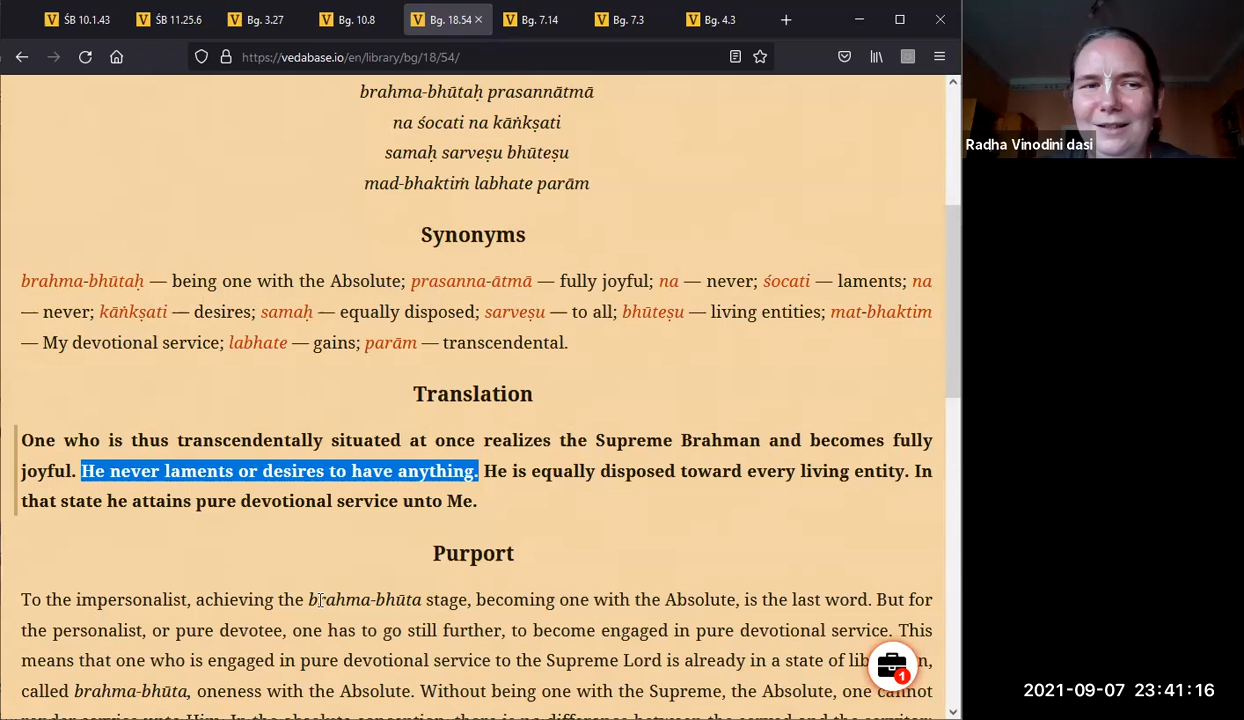 ŚB 10.1.43
ŚB 11.25.6
Bg. 3.27
Bg. 10.8
Bg. 18.54
Bg. 7.14
Bg. 7.3
Bg. 4.3
https://vedabase.io/en/library/bg/18/54/
brahma-bhūtaḥ prasannātmā
na śocati na kāṅkṣati
samaḥ sarveṣu bhūteṣu
mad-bhaktiṁ labhate parām
Synonyms
brahma-bhūtaḥ — being one with the Absolute; prasanna-ātmā — fully joyful; na — never; śocati — laments; na
— never; kāṅkṣati — desires; samaḥ — equally disposed; sarveṣu — to all; bhūteṣu — living entities; mat-bhaktim
— My devotional service; labhate — gains; parām — transcendental.
Translation
One who is thus transcendentally situated at once realizes the Supreme Brahman and becomes fully
joyful. He never laments or desires to have anything. He is equally disposed toward every living entity. In
that state he attains pure devotional service unto Me.
Purport
To the impersonalist, achieving the brahma-bhūta stage, becoming one with the Absolute, is the last word. But for
the personalist, or pure devotee, one has to go still further, to become engaged in pure devotional service. This
means that one who is engaged in pure devotional service to the Supreme Lord is already in a state of
called brahma-bhūta, oneness with the Absolute. Without being one with the Supreme, the Absolute, one cannot
1
Radha Vinodini dasi
2021-09-07 23:41:16